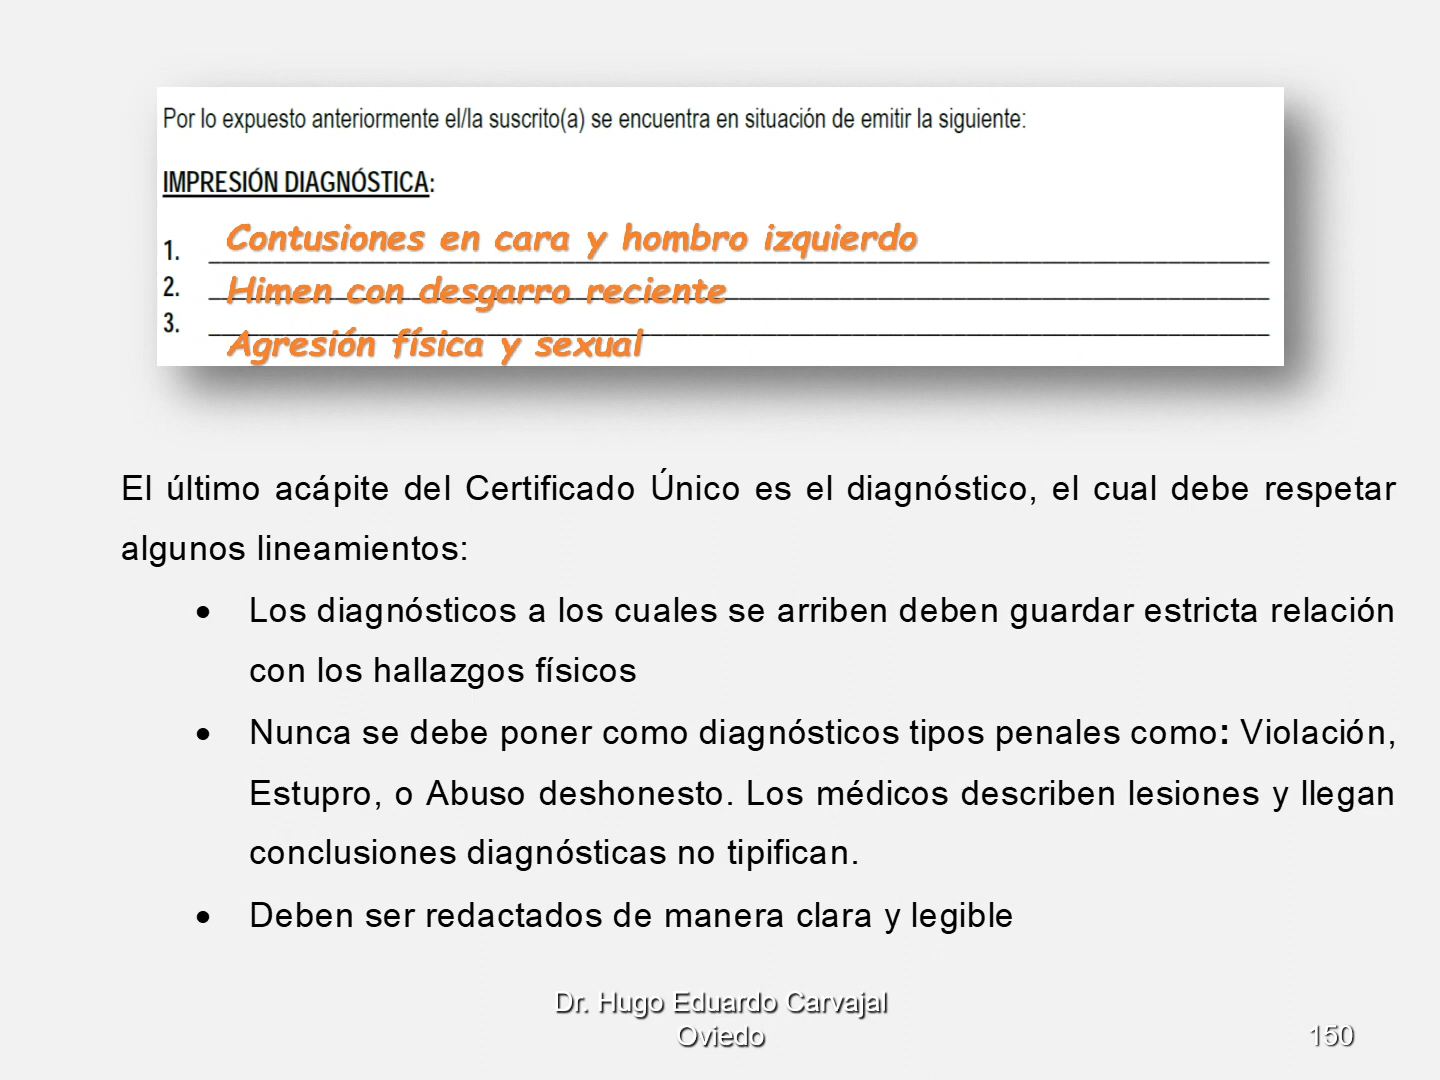 Por lo expuesto anteriormente el/la suscrito(a) se encuentra en situación de emitir la siguiente:
IMPRESIÓN DIAGNÓSTICA:
1. Contusiones en cara y hombro izquierdo
2. Himen con desgarro reciente
3. Agresión física y sexual
El último acápite del Certificado Único es el diagnóstico, el cual debe respetar
algunos lineamientos:
• Los diagnósticos a los cuales se arriben deben guardar estricta relación
con los hallazgos físicos
• Nunca se debe poner como diagnósticos tipos penales como: Violación,
Estupro, o Abuso deshonesto. Los médicos describen lesiones y llegan
conclusiones diagnósticas no tipifican.
• Deben ser redactados de manera clara y legible
Dr. Hugo Eduardo Carvajal
Oviedo
150